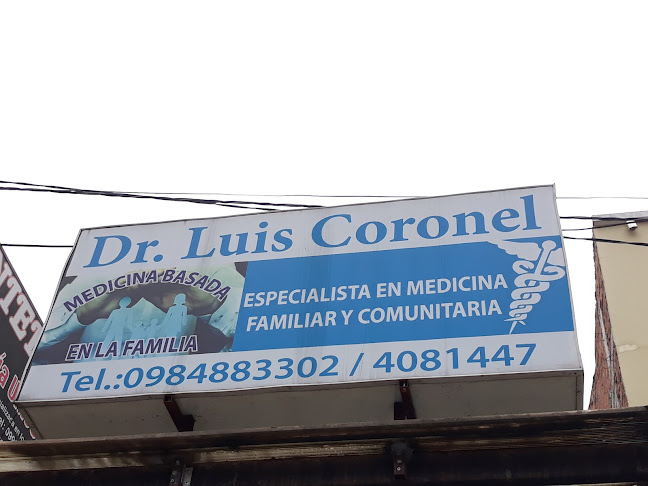 Dr. Luis Coronel
MEDICINA BASADA
EN LA FAMILIA
ESPECIALISTA EN MEDICINA
FAMILIAR Y COMUNITARIA
Tel.:0984883302 / 4081447